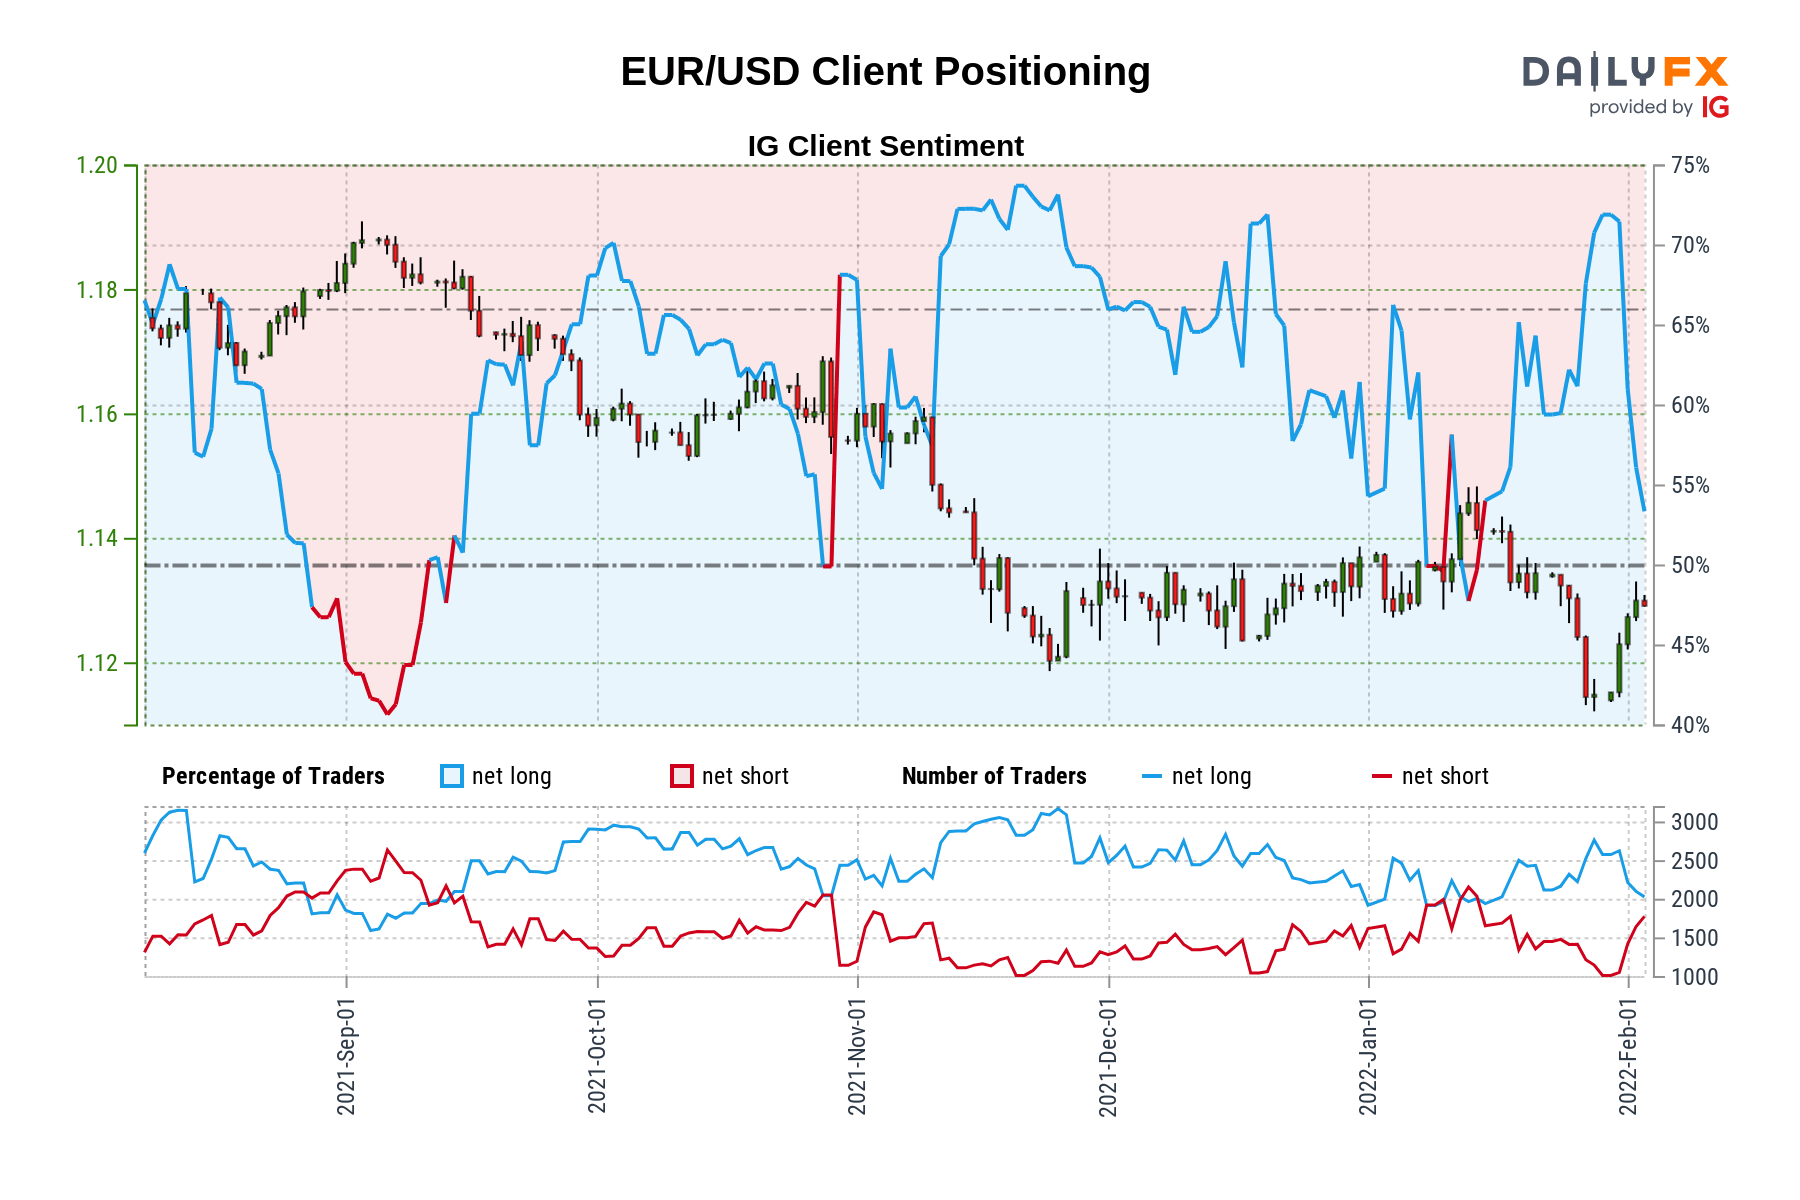 EUR/USD Client Positioning
DAILYFX
provided by IG
IG Client Sentiment
1.20
1.18
1.16
1.14
1.12
75%
70%
65%
60%
55%
50%
45%
40%
Percentage of Traders net long net short Number of Traders net long net short
3000
2500
2000
1500
1000
2021-Sep-01
2021-Oct-01
2021-Nov-01
2021-Dec-01
2022-Jan-01
2022-Feb-01